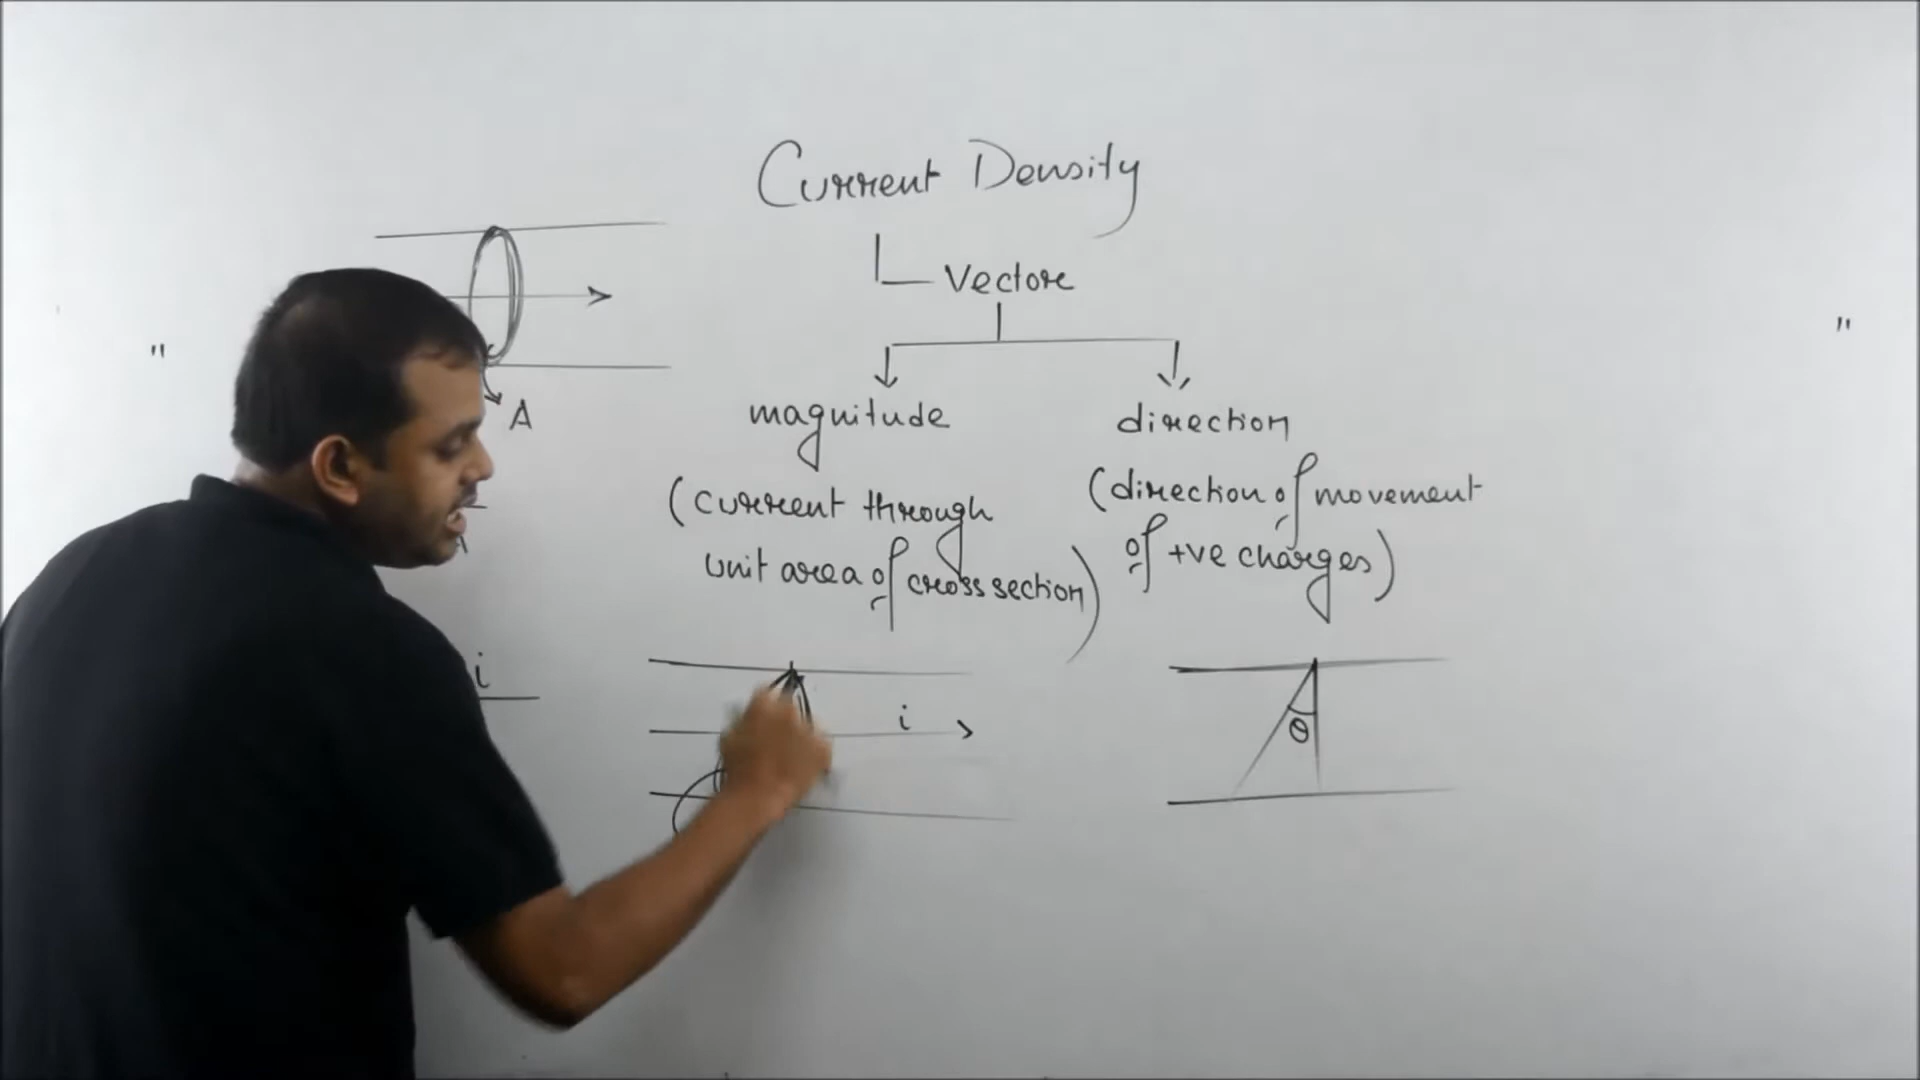 Current Density
Vector
A
magnitude
direction
(current through
unit area of cross section)
(direction of movement
of +ve charges)
i
i
θ
"
"